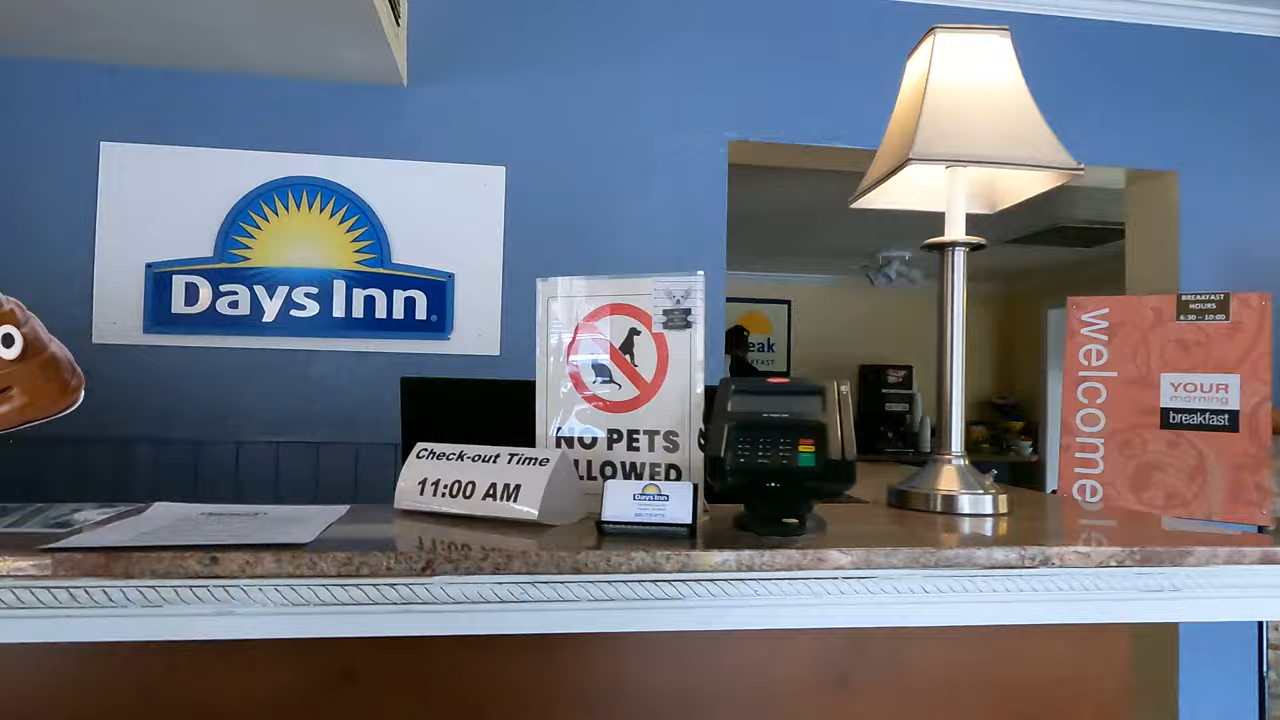 Days Inn
NO PETS
LLOWED
Check-out Time
11:00 AM
Days Inn
eak
KFAST
welcome
BREAKFAST
HOURS
6:30 - 10:00
YOUR
morning
breakfast